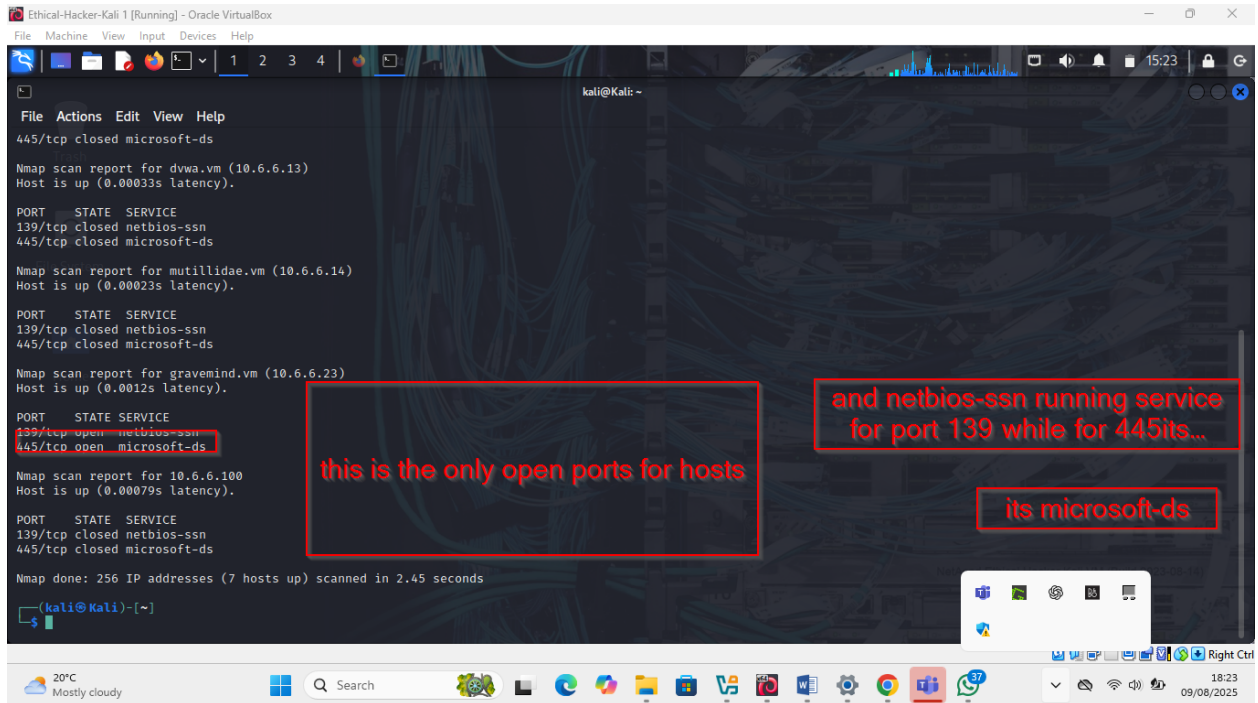 Ethical-Hacker-Kali 1 [Running] - Oracle VirtualBox
File Machine View Input Devices Help
1 2 3 4
15:23
kali@Kali: ~
File Actions Edit View Help
445/tcp closed microsoft-ds
Nmap scan report for dvwa.vm (10.6.6.13)
Host is up (0.00033s latency).
PORT STATE SERVICE
139/tcp closed netbios-ssn
445/tcp closed microsoft-ds
Nmap scan report for mutillidae.vm (10.6.6.14)
Host is up (0.00023s latency).
PORT STATE SERVICE
139/tcp closed netbios-ssn
445/tcp closed microsoft-ds
Nmap scan report for gravemind.vm (10.6.6.23)
Host is up (0.0012s latency).
PORT STATE SERVICE
139/tcp open netbios-ssn
445/tcp open microsoft-ds
Nmap scan report for 10.6.6.100
Host is up (0.00079s latency).
PORT STATE SERVICE
139/tcp closed netbios-ssn
445/tcp closed microsoft-ds
Nmap done: 256 IP addresses (7 hosts up) scanned in 2.45 seconds
(kali㉿Kali)-[~]
$
this is the only open ports for hosts
and netbios-ssn running service
for port 139 while for 445its...
its microsoft-ds
Right Ctrl
20°C
Mostly cloudy
Search
37
18:23
09/08/2025